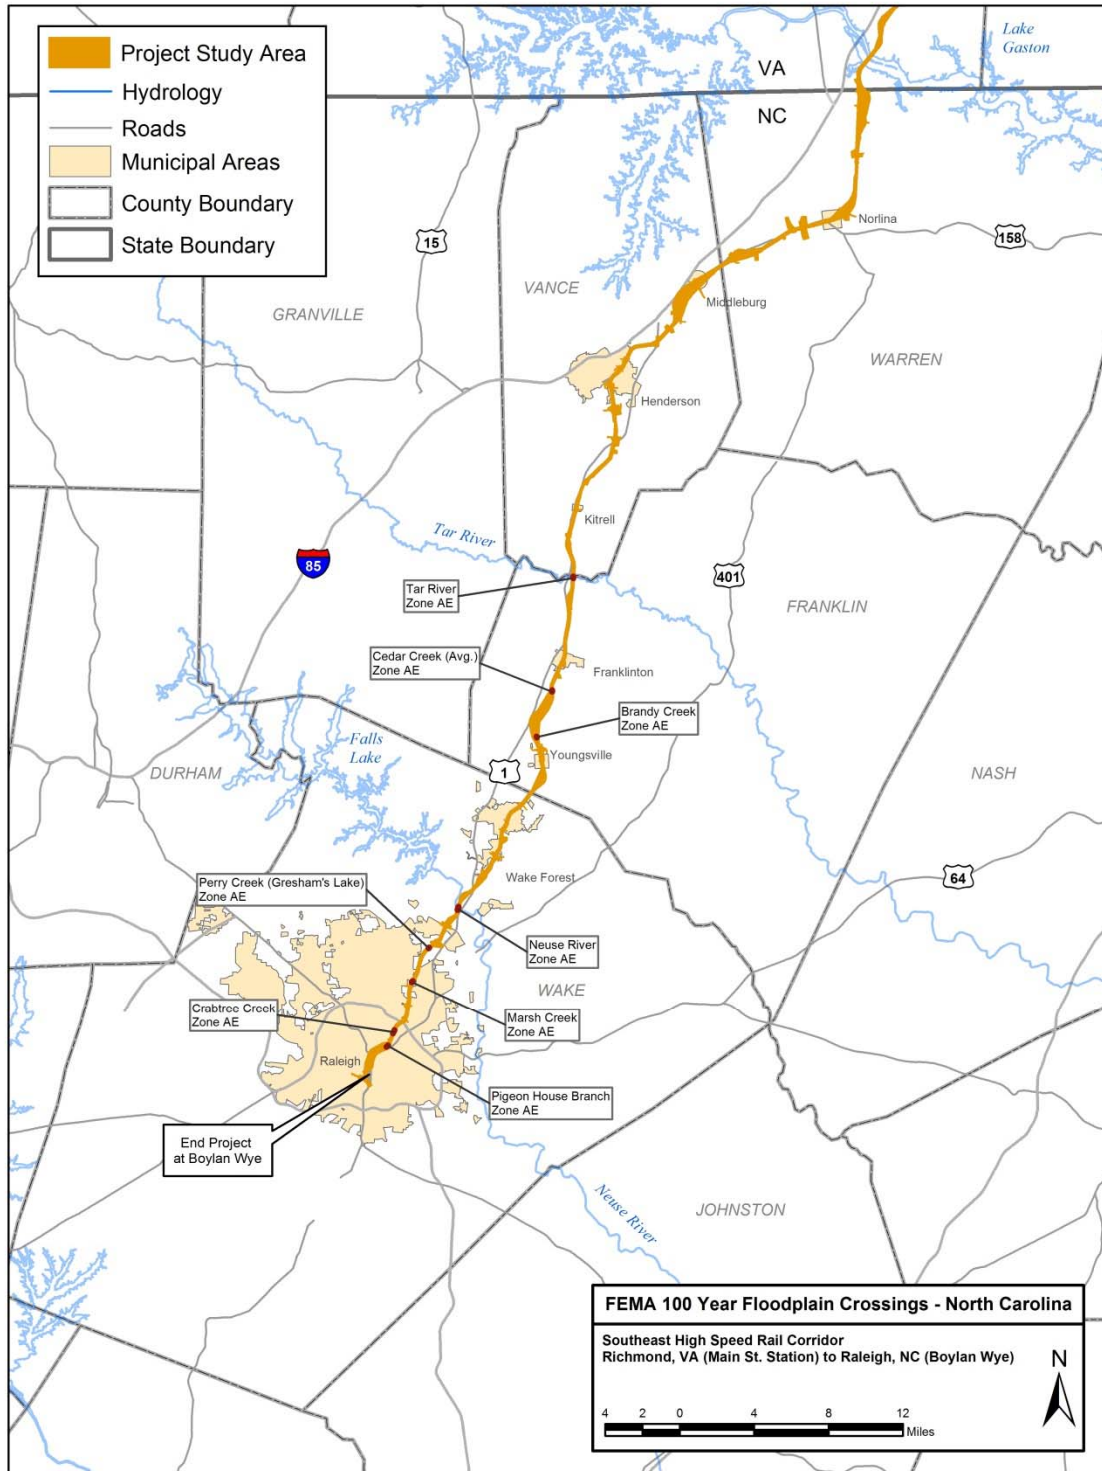 Project Study Area
Hydrology
Roads
Municipal Areas
County Boundary
State Boundary
Lake
Gaston
VA
NC
Norlina
158
15
VANCE
GRANVILLE
Middleburg
WARREN
Henderson
Kitrell
Tar River
85
401
Tar River
Zone AE
FRANKLIN
Cedar Creek (Avg.)
Zone AE
Franklinton
Brandy Creek
Zone AE
Falls
Lake
Youngsville
1
DURHAM
NASH
64
Perry Creek (Gresham's Lake)
Zone AE
Wake Forest
Neuse River
Zone AE
WAKE
Crabtree Creek
Zone AE
Marsh Creek
Zone AE
Raleigh
Pigeon House Branch
Zone AE
End Project
at Boylan Wye
Neuse River
JOHNSTON
FEMA 100 Year Floodplain Crossings - North Carolina
Southeast High Speed Rail Corridor
Richmond, VA (Main St. Station) to Raleigh, NC (Boylan Wye)
N
4 2 0 4 8 12
Miles